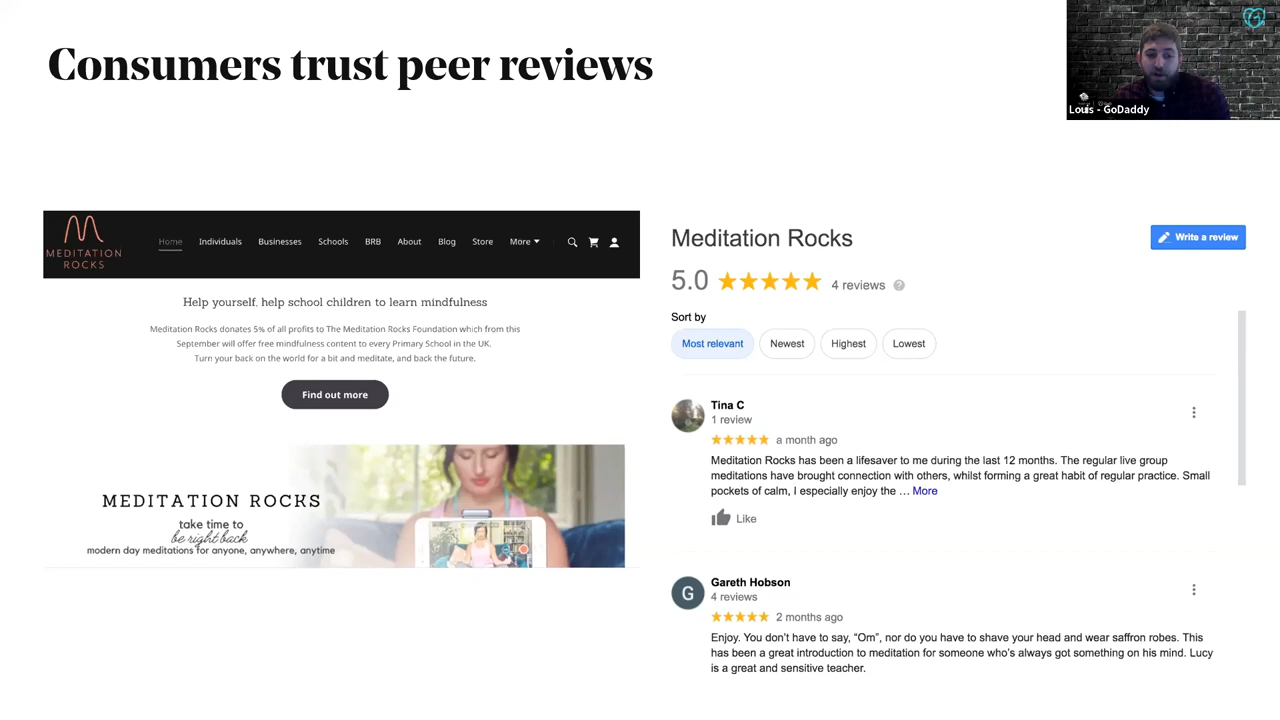 Consumers trust peer reviews
Louis - GoDaddy
MEDITATION
ROCKS
Home Individuals Businesses Schools BRB About Blog Store More
Help yourself, help school children to learn mindfulness
Meditation Rocks donates 5% of all profits to The Meditation Rocks Foundation which from this
September will offer free mindfulness content to every Primary School in the UK.
Turn your back on the world for a bit and meditate, and back the future.
Find out more
MEDITATION ROCKS
take time to
be right back
modern day meditations for anyone, anywhere, anytime
Meditation Rocks
Write a review
5.0 4 reviews ?
Sort by
Most relevant Newest Highest Lowest
Tina C
1 review
a month ago
Meditation Rocks has been a lifesaver to me during the last 12 months. The regular live group
meditations have brought connection with others, whilst forming a great habit of regular practice. Small
pockets of calm, I especially enjoy the … More
Like
G
Gareth Hobson
4 reviews
2 months ago
Enjoy. You don't have to say, “Om”, nor do you have to shave your head and wear saffron robes. This
has been a great introduction to meditation for someone who's always got something on his mind. Lucy
is a great and sensitive teacher.